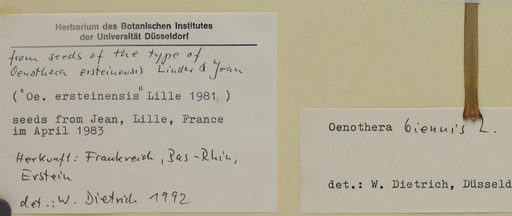 Herbarium des Botanischen Institutes
der Universität Düsseldorf
from seeds of the type of
Oenothera ersteinensis Linder & Jean
("Oe. ersteinensis" Lille 1981 )
seeds from Jean, Lille, France
im April 1983
Herkunft: Frankreich, Bas-Rhin,
Erstein
det.: W. Dietrich 1992
Oenothera biennis L.
det.: W. Dietrich, Düsseld